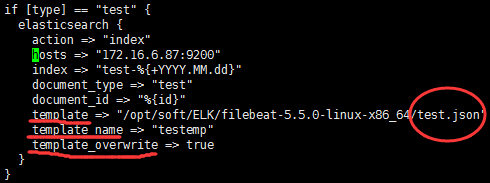 if [type] == "test" {
  elasticsearch {
    action => "index"
    hosts => "172.16.6.87:9200"
    index => "test-%{+YYYY.MM.dd}"
    document_type => "test"
    document_id => "%{id}"
    template => "/opt/soft/ELK/filebeat-5.5.0-linux-x86_64/test.json"
    template_name => "testemp"
    template_overwrite => true
  }
}